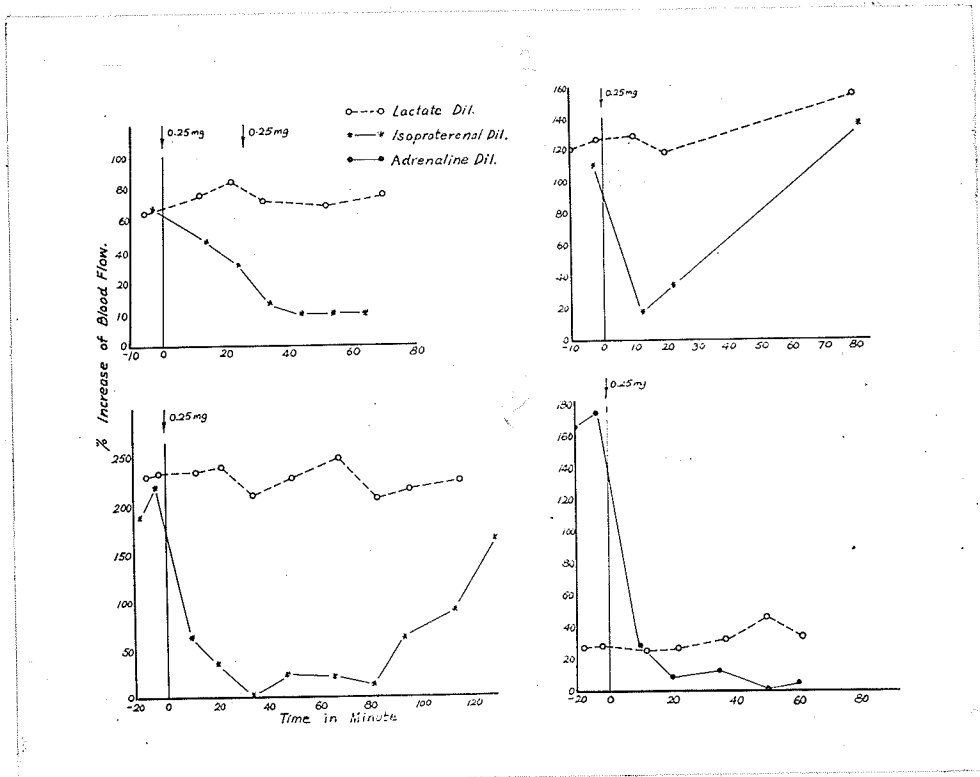 0.25mg
0.25mg
Lactate Dil.
Isoproterenal Dil.
Adrenaline Dil.
% Increase of Blood Flow.
100
80
60
40
20
10
0
-10 0 20 40 60 80
0.25mg
160
140
120
100
80
60
40
20
0
-10 0 10 20 30 40 50 60 70 80
0.25mg
250
200
150
100
50
0
-20 0 20 40 60 80 100 120
Time in Minute
0.25mg
180
160
140
120
100
80
60
40
20
0
-20 0 20 40 60 80